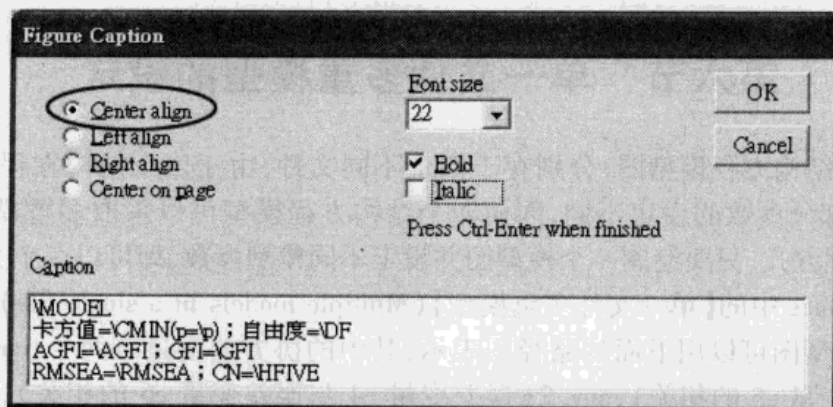 Figure Caption
Center align
Left align
Right align
Center on page
Font size
22
Bold
Italic
Press Ctrl-Enter when finished
OK
Cancel
Caption
\MODEL
卡方值=\CMIN(p=\p)；自由度=\DF
AGFI=\AGFI；GFI=\GFI
RMSEA=\RMSEA；CN=\HFIVE